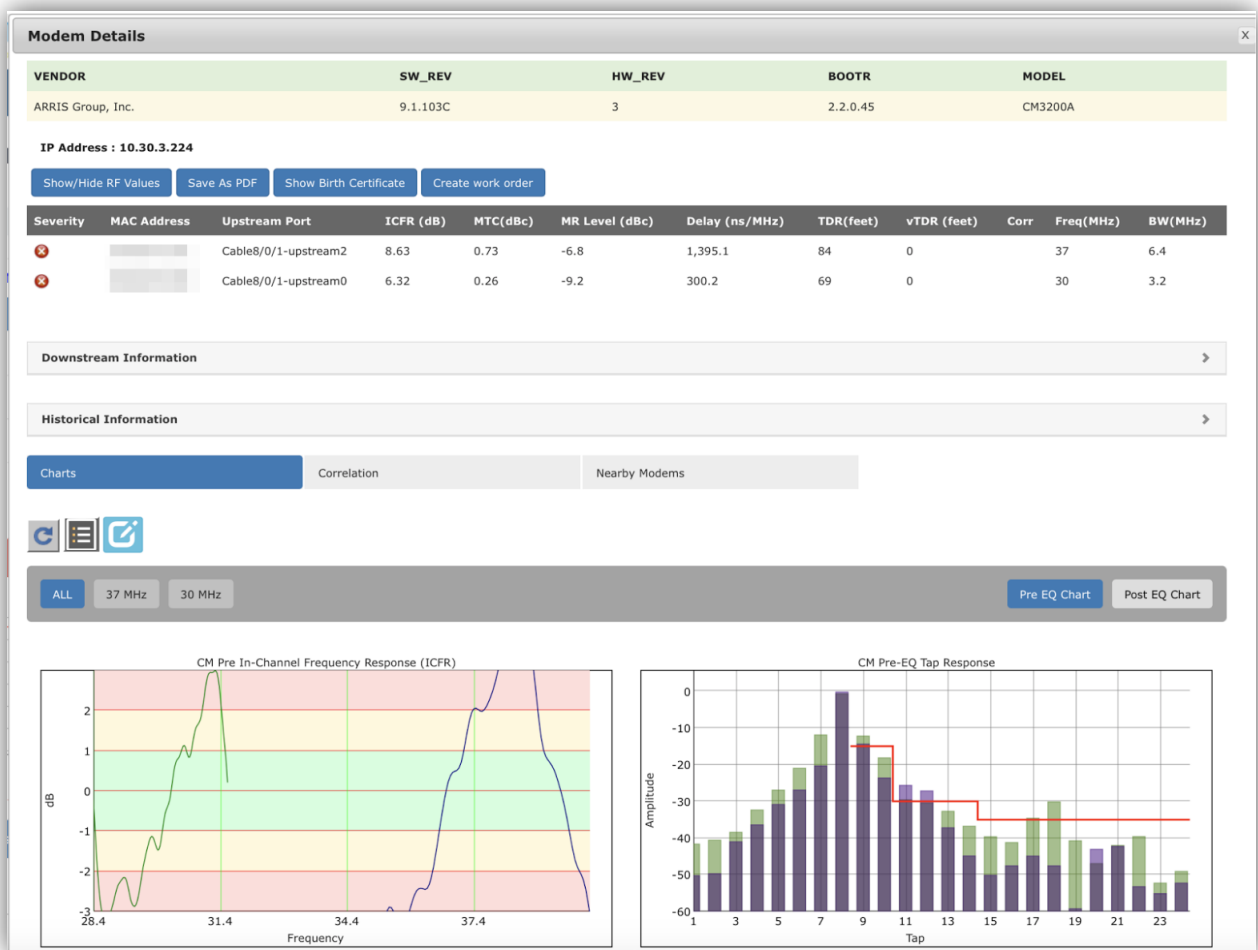 Modem Details X
VENDOR SW_REV HW_REV BOOTR MODEL
ARRIS Group, Inc. 9.1.103C 3 2.2.0.45 CM3200A
IP Address : 10.30.3.224
Show/Hide RF Values Save As PDF Show Birth Certificate Create work order
Severity MAC Address Upstream Port ICFR (dB) MTC(dBc) MR Level (dBc) Delay (ns/MHz) TDR(feet) vTDR (feet) Corr Freq(MHz) BW(MHz)
Cable8/0/1-upstream2 8.63 0.73 -6.8 1,395.1 84 0 37 6.4
Cable8/0/1-upstream0 6.32 0.26 -9.2 300.2 69 0 30 3.2
Downstream Information
Historical Information
Charts Correlation Nearby Modems
ALL 37 MHz 30 MHz Pre EQ Chart Post EQ Chart
CM Pre In-Channel Frequency Response (ICFR)
2
1
0
-1
-2
-3
dB
28.4 31.4 34.4 37.4
Frequency
CM Pre-EQ Tap Response
0
-10
-20
-30
-40
-50
-60
Amplitude
1 3 5 7 9 11 13 15 17 19 21 23
Tap